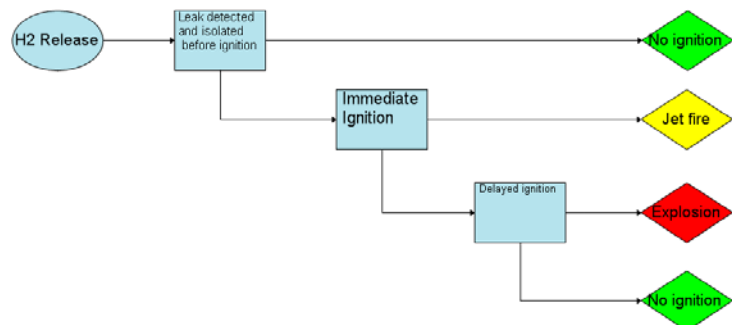 H2 Release
Leak detected
and isolated
before ignition
No ignition
Immediate
Ignition
Jet fire
Delayed ignition
Explosion
No ignition